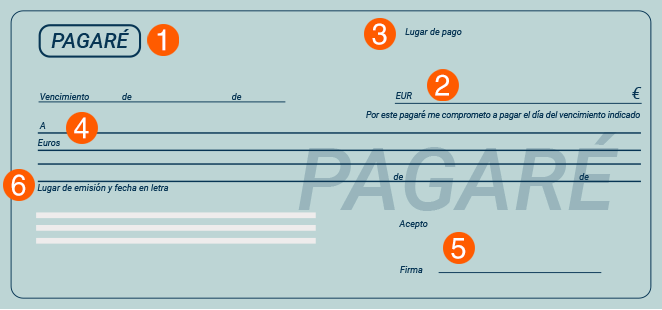 PAGARÉ 1
3 Lugar de pago
Vencimiento de de
EUR 2 €
Por este pagaré me comprometo a pagar el día del vencimiento indicado
A 4
Euros
PAGARÉ
de de
6 Lugar de emisión y fecha en letra
Acepto
5
Firma